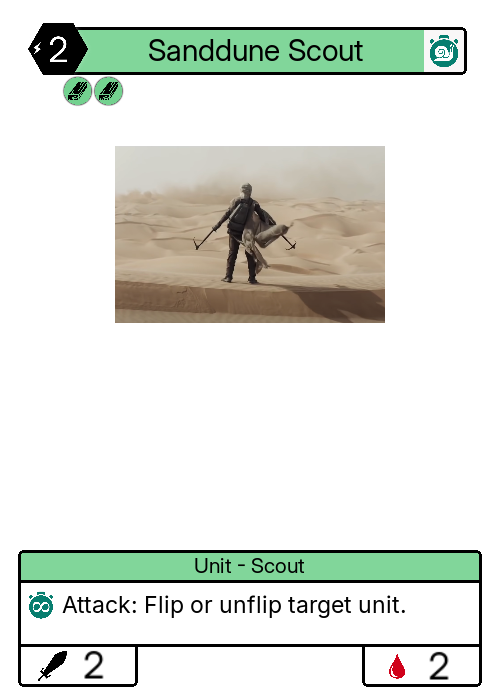 2 Sanddune Scout
Unit - Scout
Attack: Flip or unflip target unit.
2 2